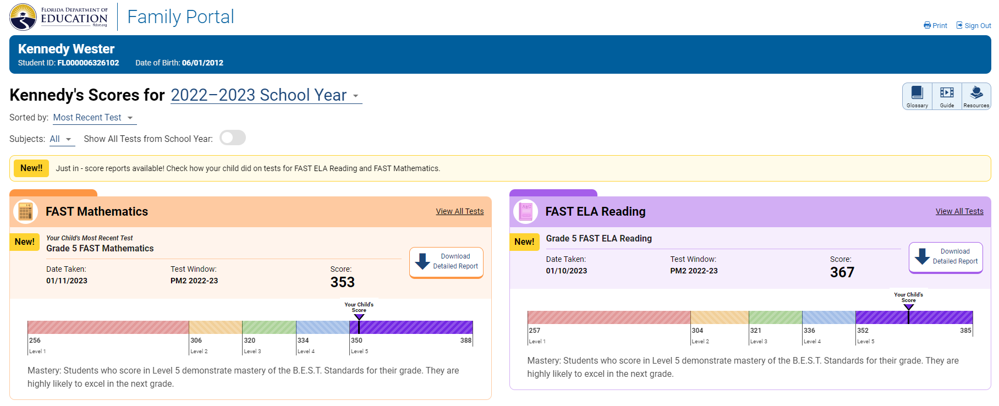 FLORIDA DEPARTMENT OF
EDUCATION
fldoe.org
Family Portal
Print
Sign Out
Kennedy Wester
Student ID: FL000006326102 Date of Birth: 06/01/2012
Kennedy's Scores for 2022–2023 School Year
Glossary
Guide
Resources
Sorted by: Most Recent Test
Subjects: All Show All Tests from School Year:
New!! Just in - score reports available! Check how your child did on tests for FAST ELA Reading and FAST Mathematics.
FAST Mathematics View All Tests
New!
Your Child's Most Recent Test
Grade 5 FAST Mathematics
Download
Detailed Report
Date Taken: Test Window: Score:
01/11/2023 PM2 2022-23 353
Your Child's
Score
256 306 320 334 350 388
Level 1 Level 2 Level 3 Level 4 Level 5
Mastery: Students who score in Level 5 demonstrate mastery of the B.E.S.T. Standards for their grade. They are
highly likely to excel in the next grade.
FAST ELA Reading View All Tests
ABC
New!
Grade 5 FAST ELA Reading
Download
Detailed Report
Date Taken: Test Window: Score:
01/10/2023 PM2 2022-23 367
Your Child's
Score
257 304 321 336 352 385
Level 1 Level 2 Level 3 Level 4 Level 5
Mastery: Students who score in Level 5 demonstrate mastery of the B.E.S.T. Standards for their grade. They are
highly likely to excel in the next grade.